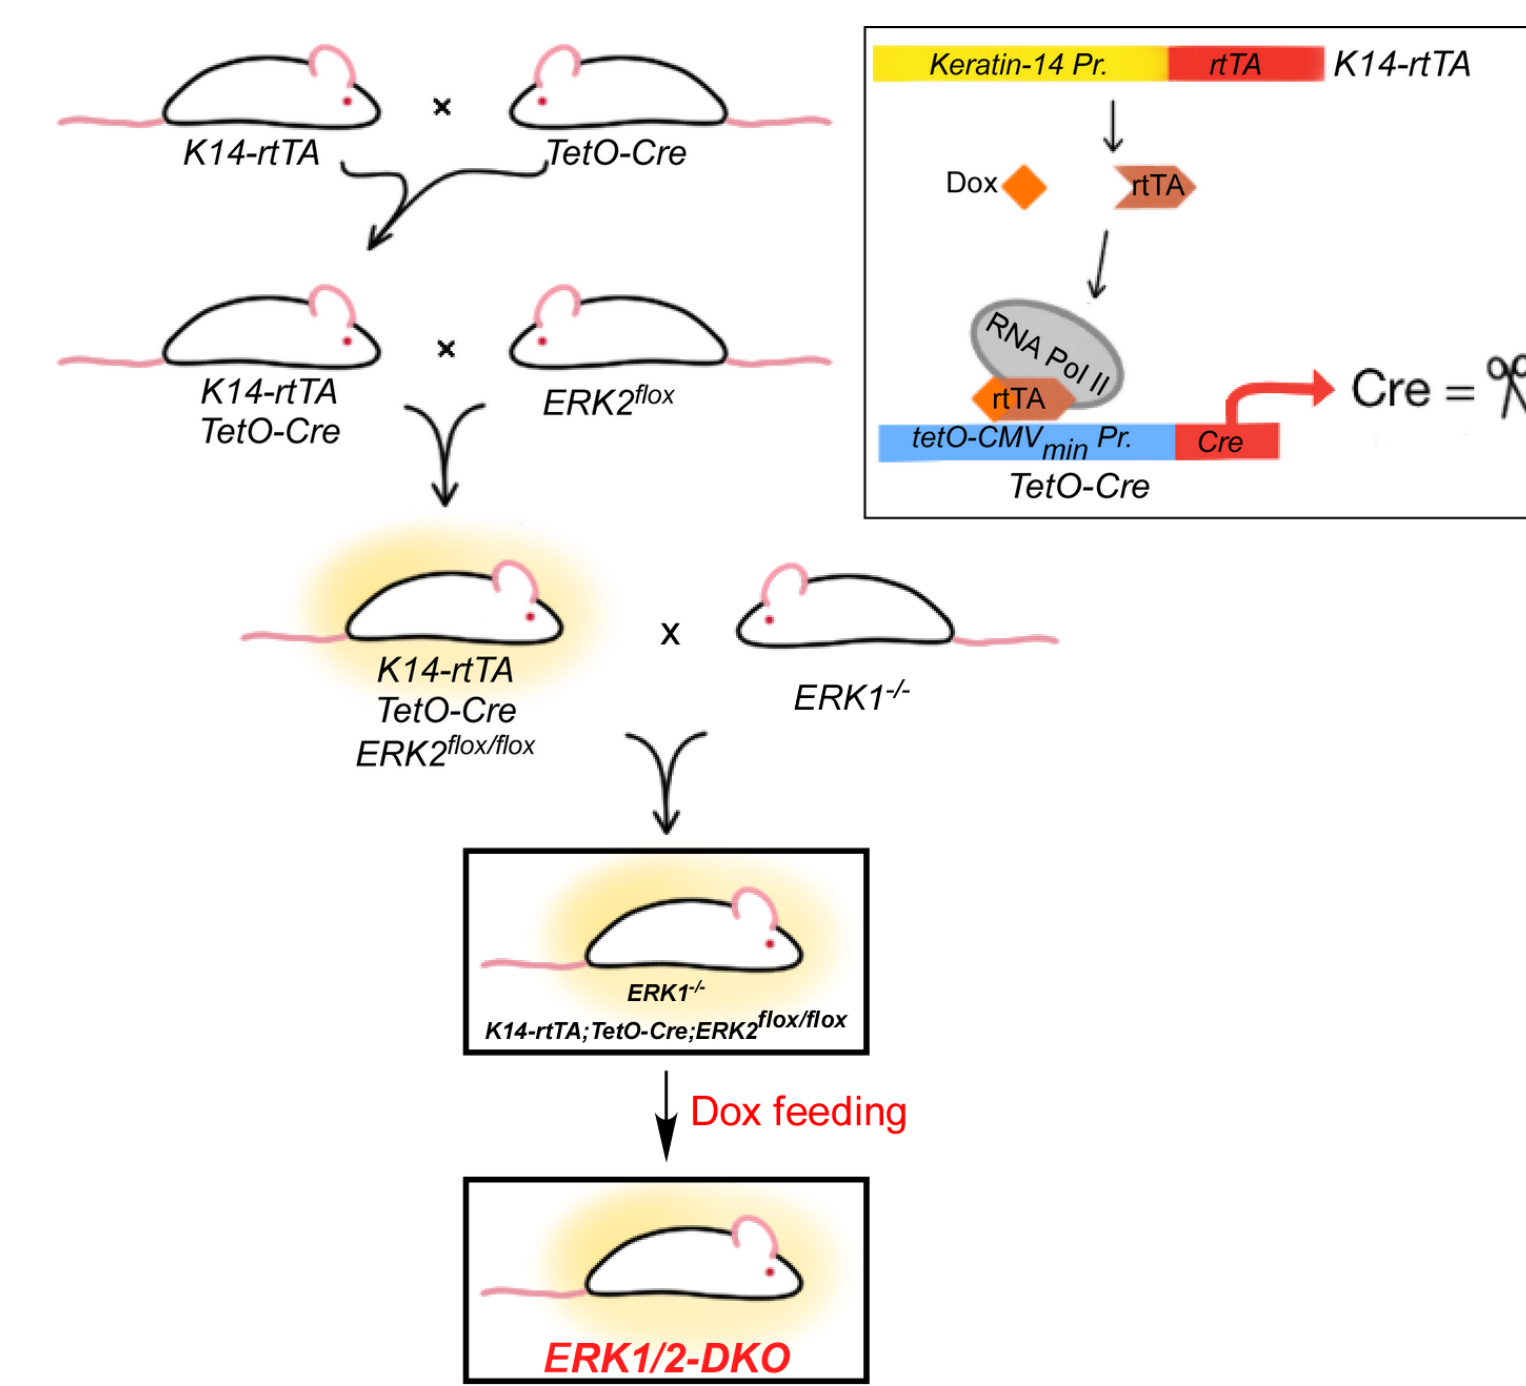 K14-rtTA
×
TetO-Cre
K14-rtTA
TetO-Cre
×
ERK2flox
K14-rtTA
TetO-Cre
ERK2flox/flox
x
ERK1-/-
ERK1-/-
K14-rtTA;TetO-Cre;ERK2flox/flox
Dox feeding
ERK1/2-DKO
Keratin-14 Pr.
rtTA
K14-rtTA
Dox
rtTA
RNA Pol II
rtTA
tetO-CMVmin Pr.
Cre
Cre =
TetO-Cre